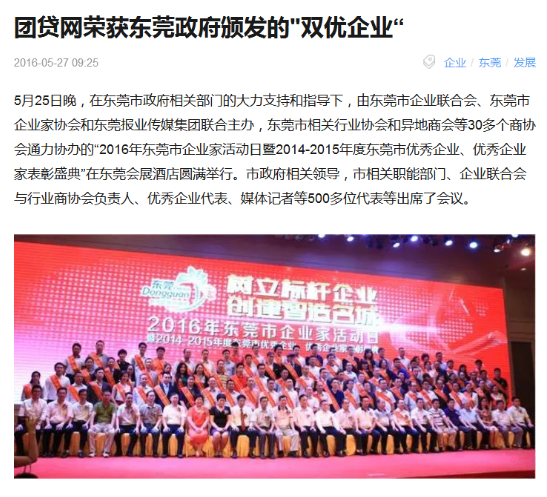 团贷网荣获东莞政府颁发的"双优企业“
2016-05-27 09:25
企业 / 东莞 / 发展
5月25日晚，在东莞市政府相关部门的大力支持和指导下，由东莞市企业联合会、东莞市
企业家协会和东莞报业传媒集团联合主办，东莞市相关行业协会和异地商会等30多个商协
会通力协办的“2016年东莞市企业家活动日暨2014-2015年度东莞市优秀企业、优秀企业
家表彰盛典”在东莞会展酒店圆满举行。市政府相关领导，市相关职能部门、企业联合会
与行业商协会负责人、优秀企业代表、媒体记者等500多位代表等出席了会议。
东莞
Dongguan
树立标杆企业
创建智造名城
2016年东莞市企业家活动日
暨2014-2015年度东莞市优秀企业、优秀企业家